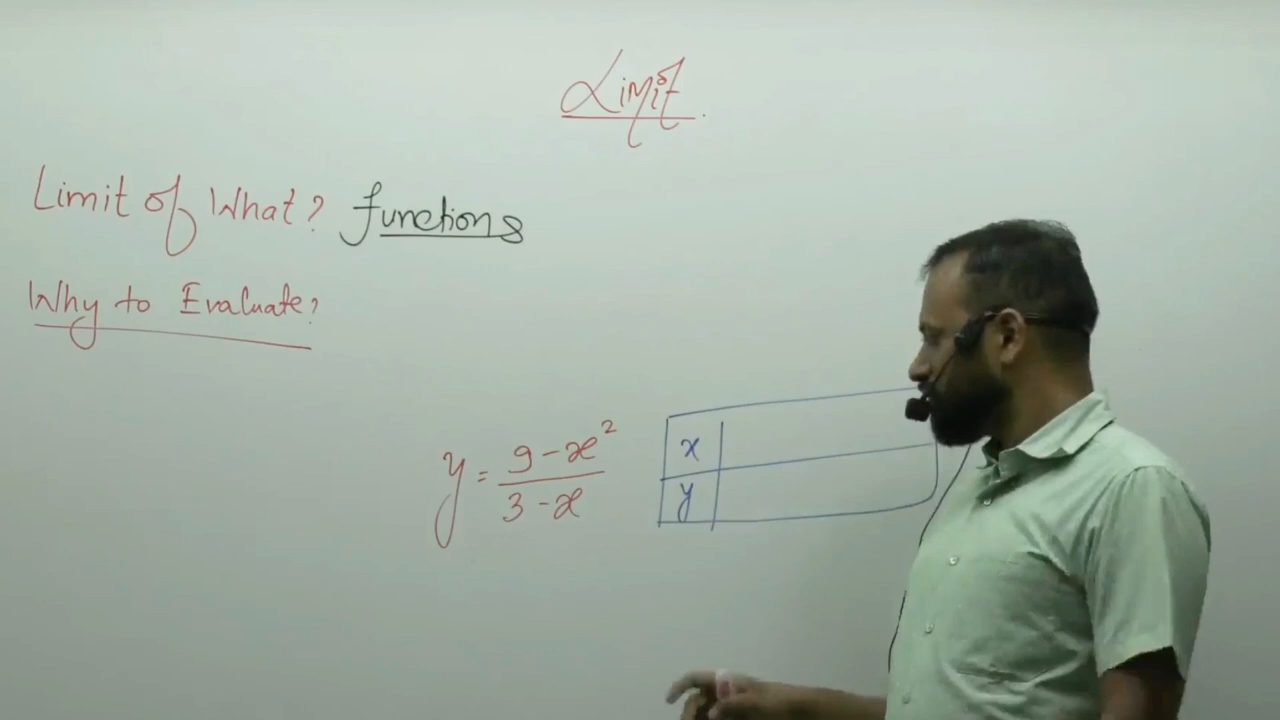 Limit
Limit of What? functions
Why to Evaluate?
y = 9 - x² / 3 - x
x
y